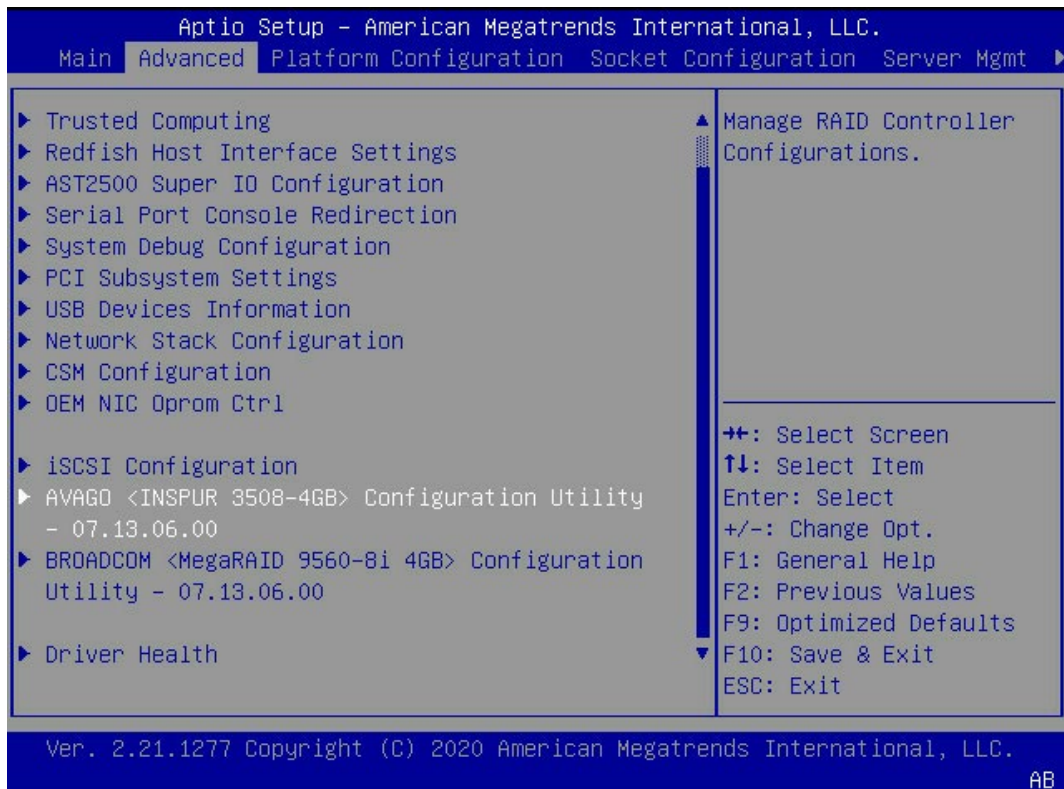 Aptio Setup – American Megatrends International, LLC.
Main Advanced Platform Configuration Socket Configuration Server Mgmt ▶
▶ Trusted Computing
▶ Redfish Host Interface Settings
▶ AST2500 Super IO Configuration
▶ Serial Port Console Redirection
▶ System Debug Configuration
▶ PCI Subsystem Settings
▶ USB Devices Information
▶ Network Stack Configuration
▶ CSM Configuration
▶ OEM NIC Oprom Ctrl
▶ iSCSI Configuration
▶ AVAGO <INSPUR 3508-4GB> Configuration Utility
– 07.13.06.00
▶ BROADCOM <MegaRAID 9560-8i 4GB> Configuration
Utility – 07.13.06.00
▶ Driver Health
Manage RAID Controller
Configurations.
→←: Select Screen
↑↓: Select Item
Enter: Select
+/-: Change Opt.
F1: General Help
F2: Previous Values
F9: Optimized Defaults
F10: Save & Exit
ESC: Exit
Ver. 2.21.1277 Copyright (C) 2020 American Megatrends International, LLC.
AB